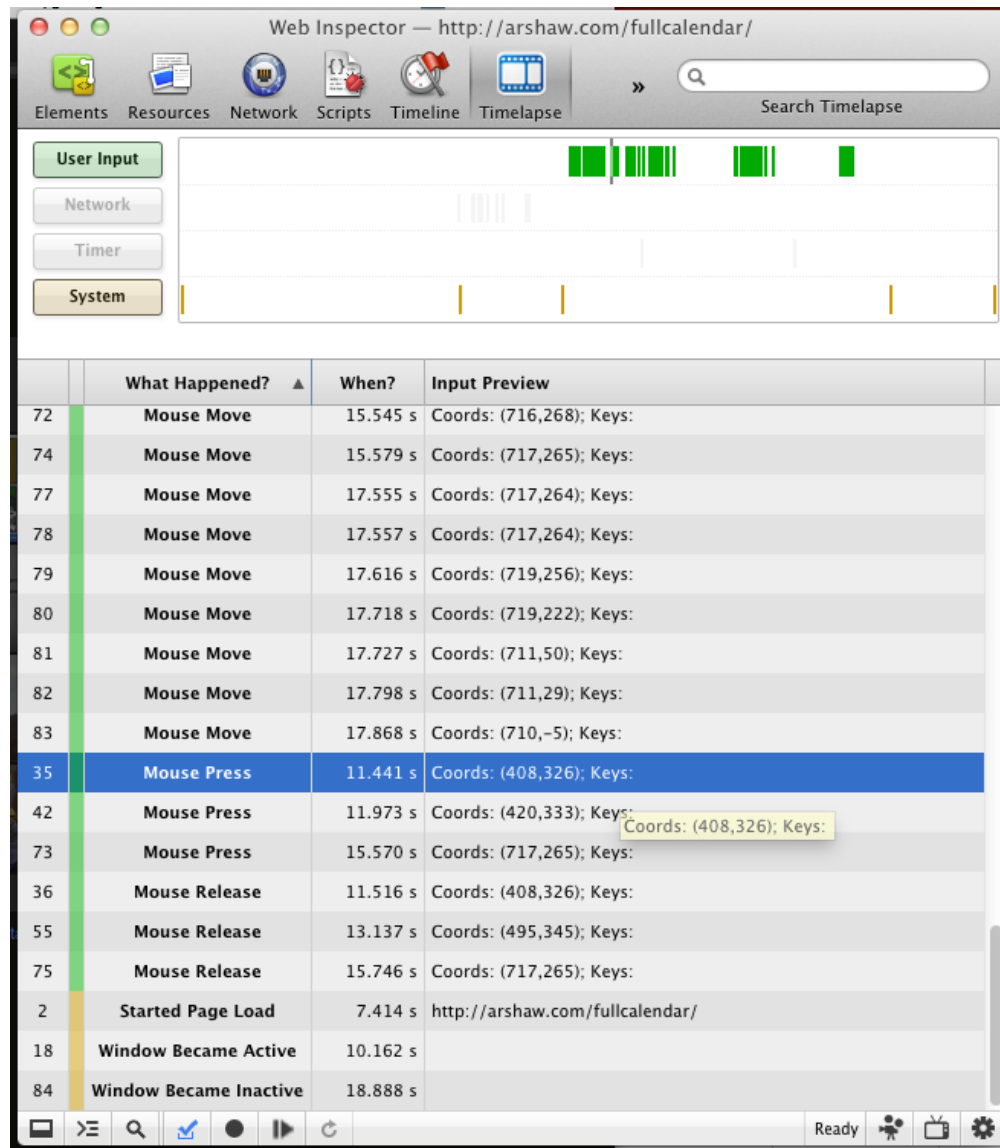 Web Inspector — http://arshaw.com/fullcalendar/
Elements Resources Network Scripts Timeline Timelapse » Search Timelapse
User Input
Network
Timer
System
What Happened? ▲ When? Input Preview
72 Mouse Move 15.545 s Coords: (716,268); Keys:
74 Mouse Move 15.579 s Coords: (717,265); Keys:
77 Mouse Move 17.555 s Coords: (717,264); Keys:
78 Mouse Move 17.557 s Coords: (717,264); Keys:
79 Mouse Move 17.616 s Coords: (719,256); Keys:
80 Mouse Move 17.718 s Coords: (719,222); Keys:
81 Mouse Move 17.727 s Coords: (711,50); Keys:
82 Mouse Move 17.798 s Coords: (711,29); Keys:
83 Mouse Move 17.868 s Coords: (710,-5); Keys:
35 Mouse Press 11.441 s Coords: (408,326); Keys:
42 Mouse Press 11.973 s Coords: (420,333); Keys:
Coords: (408,326); Keys:
73 Mouse Press 15.570 s Coords: (717,265); Keys:
36 Mouse Release 11.516 s Coords: (408,326); Keys:
55 Mouse Release 13.137 s Coords: (495,345); Keys:
75 Mouse Release 15.746 s Coords: (717,265); Keys:
2 Started Page Load 7.414 s http://arshaw.com/fullcalendar/
18 Window Became Active 10.162 s
84 Window Became Inactive 18.888 s
Ready